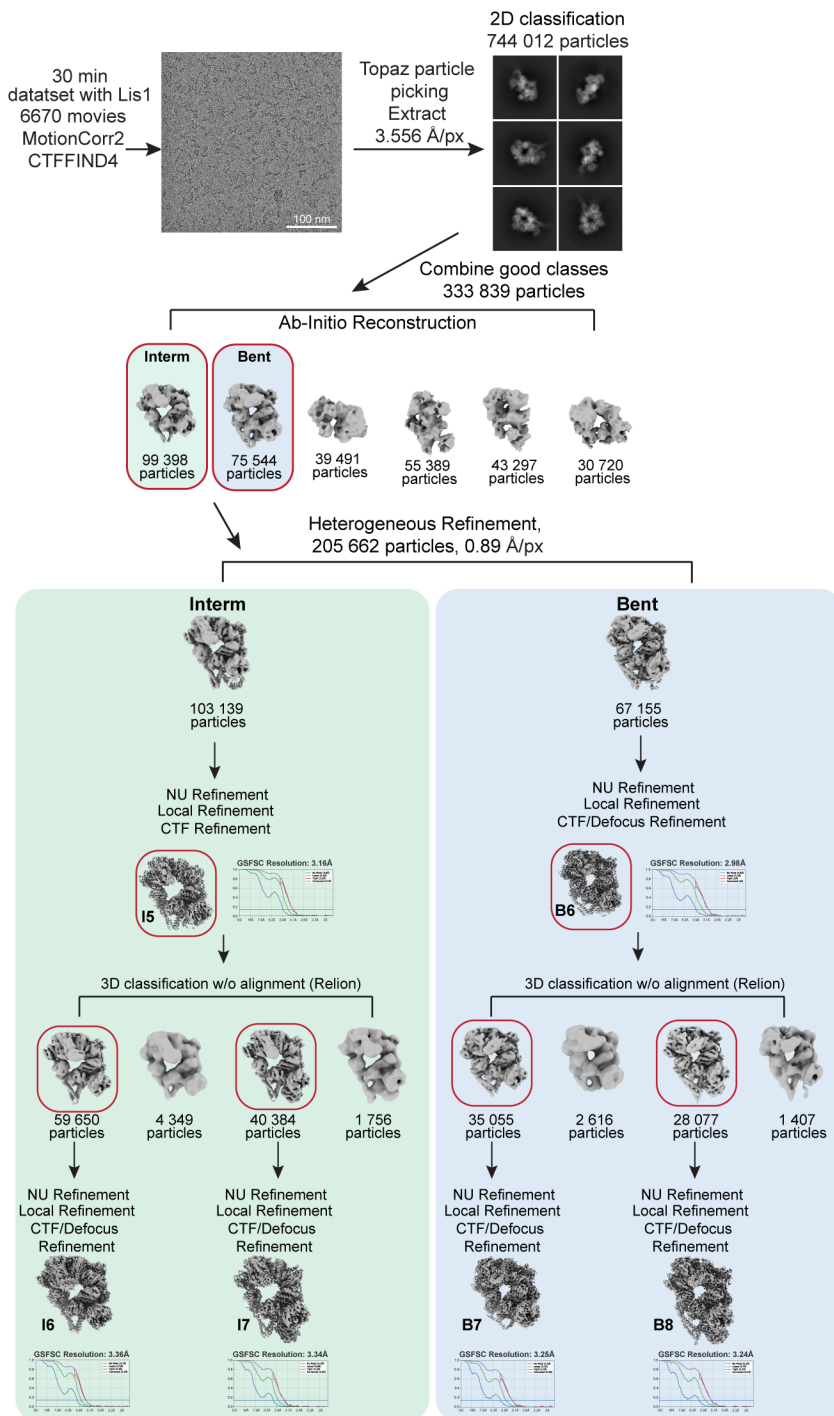 30 min
datatset with Lis1
6670 movies
MotionCorr2
CTFFIND4
100 nm
Topaz particle
picking
Extract
3.556 Å/px
2D classification
744 012 particles
Combine good classes
333 839 particles
Ab-Initio Reconstruction
Interm
Bent
99 398
particles
75 544
particles
39 491
particles
55 389
particles
43 297
particles
30 720
particles
Heterogeneous Refinement,
205 662 particles, 0.89 Å/px
Interm
103 139
particles
NU Refinement
Local Refinement
CTF Refinement
I5
GSFSC Resolution: 3.16Å
3D classification w/o alignment (Relion)
59 650
particles
4 349
particles
40 384
particles
1 756
particles
NU Refinement
Local Refinement
CTF/Defocus
Refinement
I6
GSFSC Resolution: 3.36Å
NU Refinement
Local Refinement
CTF/Defocus
Refinement
I7
GSFSC Resolution: 3.34Å
Bent
67 155
particles
NU Refinement
Local Refinement
CTF/Defocus Refinement
B6
GSFSC Resolution: 2.98Å
3D classification w/o alignment (Relion)
35 055
particles
2 616
particles
28 077
particles
1 407
particles
NU Refinement
Local Refinement
CTF/Defocus
Refinement
B7
GSFSC Resolution: 3.25Å
NU Refinement
Local Refinement
CTF/Defocus
Refinement
B8
GSFSC Resolution: 3.24Å